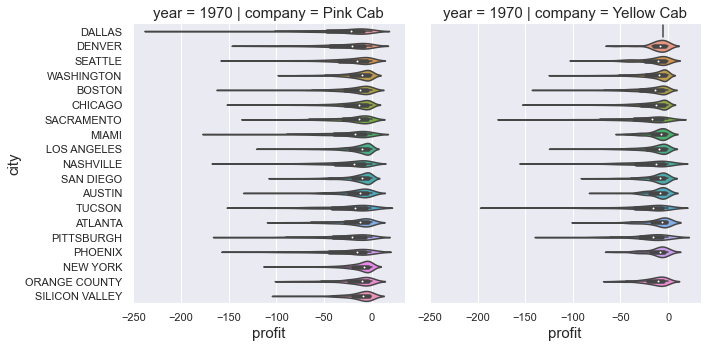 year = 1970 | company = Pink Cab
year = 1970 | company = Yellow Cab
city
DALLAS
DENVER
SEATTLE
WASHINGTON
BOSTON
CHICAGO
SACRAMENTO
MIAMI
LOS ANGELES
NASHVILLE
SAN DIEGO
AUSTIN
TUCSON
ATLANTA
PITTSBURGH
PHOENIX
NEW YORK
ORANGE COUNTY
SILICON VALLEY
−250 −200 −150 −100 −50 0
−250 −200 −150 −100 −50 0
profit
profit